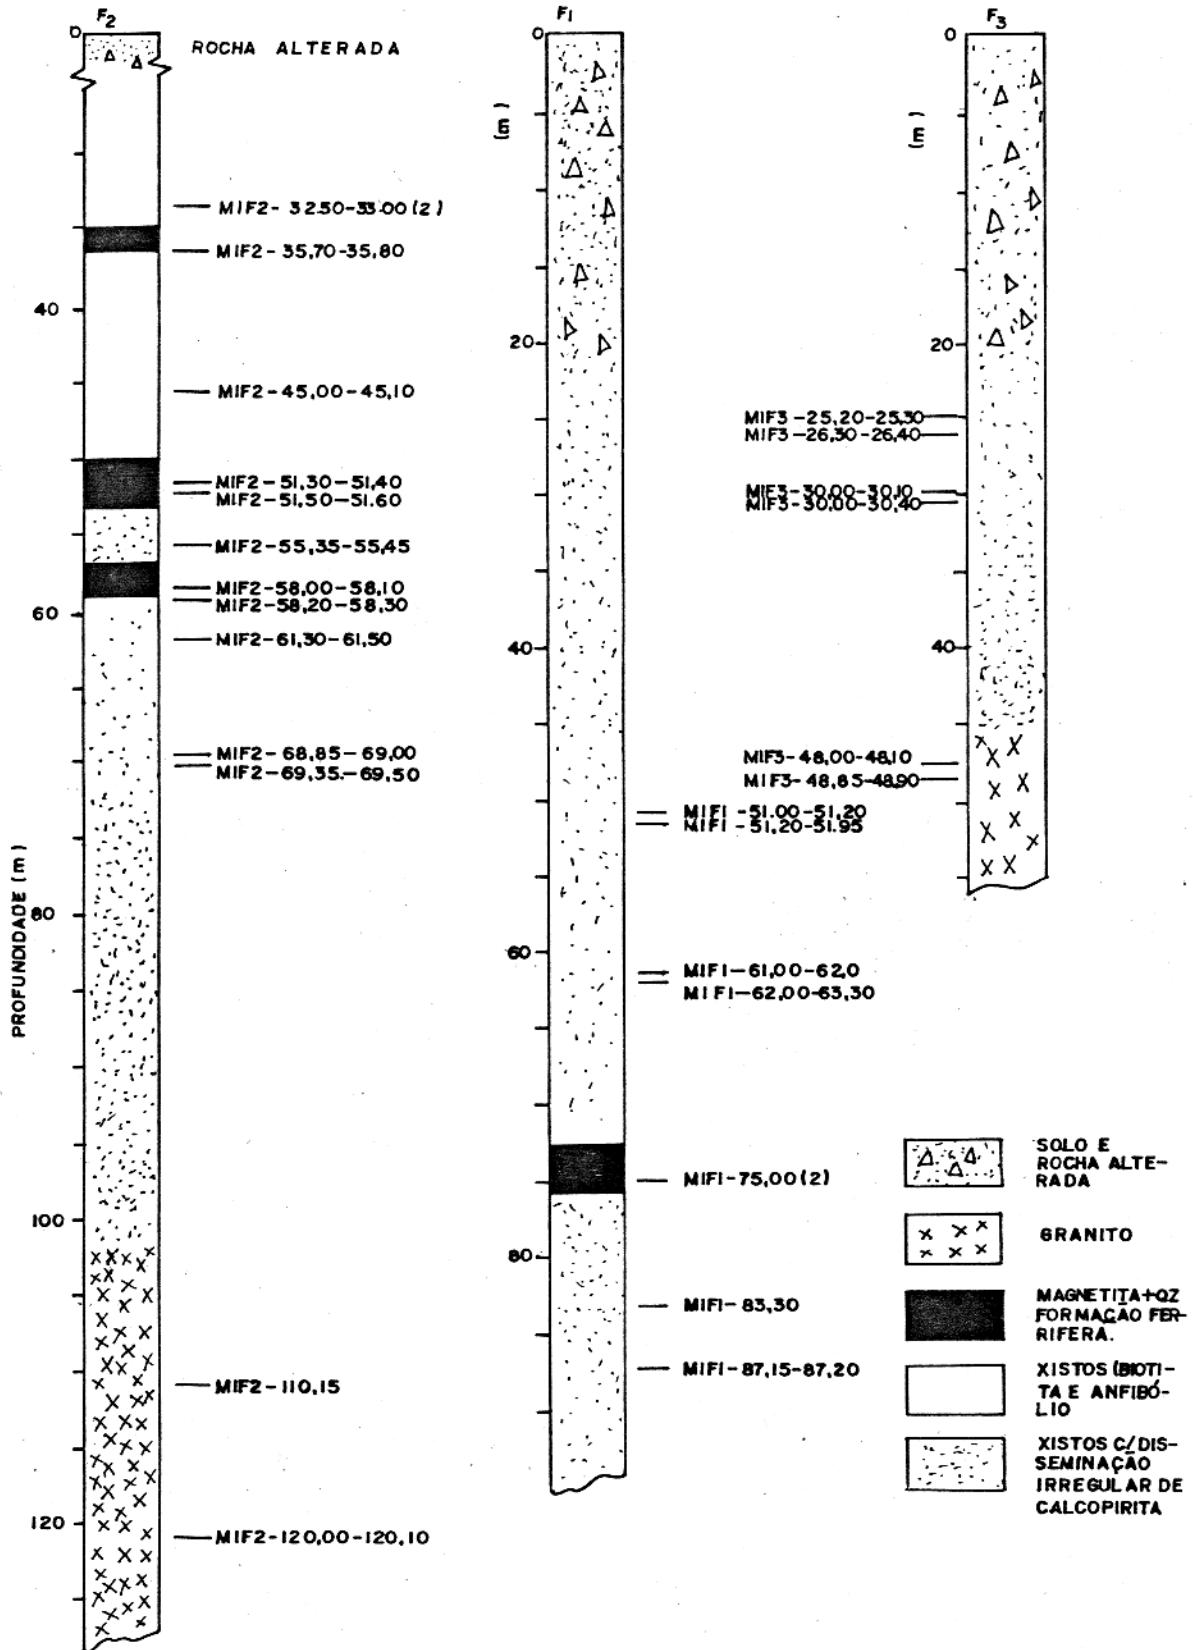 F2
0
ROCHA ALTERADA
MIF2- 32.50-33.00 (2)
MIF2-35,70-35,80
40
MIF2-45,00-45,10
MIF2-51,30-51,40
MIF2-51,50-51.60
MIF2-55,35-55,45
MIF2-58,00-58,10
MIF2-58,20-58,30
60
MIF2-61,30-61,50
MIF2-68,85-69,00
MIF2-69,35-69,50
80
PROFUNDIDADE (m)
100
MIF2-110,15
120
MIF2-120,00-120,10
F1
0
(m)
20
40
MIF1-51.00-51,20
MIF1-51,20-51.95
60
MIF1-61,00-62,0
MIF1-62,00-63,30
MIF1-75,00 (2)
80
MIF1-83,30
MIF1-87,15-87,20
F3
0
(m)
20
MIF3-25,20-25,30
MIF3-26,30-26,40
MIF3-30,00-30,10
MIF3-30,00-30,40
40
MIF3-48,00-48,10
MIF3-48,85-48,90
SOLO E
ROCHA ALTE-
RADA
GRANITO
MAGNETITA+QZ
FORMAÇÃO FER-
RIFERA.
XISTOS (BIOTI-
TA E ANFIBÓ-
LIO
XISTOS C/DIS-
SEMINAÇÃO
IRREGULAR DE
CALCOPIRITA